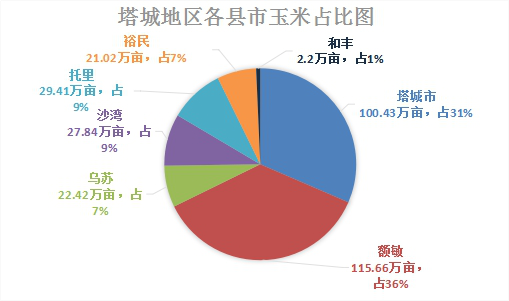 塔城地区各县市玉米占比图
裕民
21.02万亩，占7%
和丰
2.2万亩，占1%
托里
29.41万亩，占
9%
塔城市
100.43万亩，占31%
沙湾
27.84万亩，占
9%
乌苏
22.42万亩，占
7%
额敏
115.66万亩，
占36%